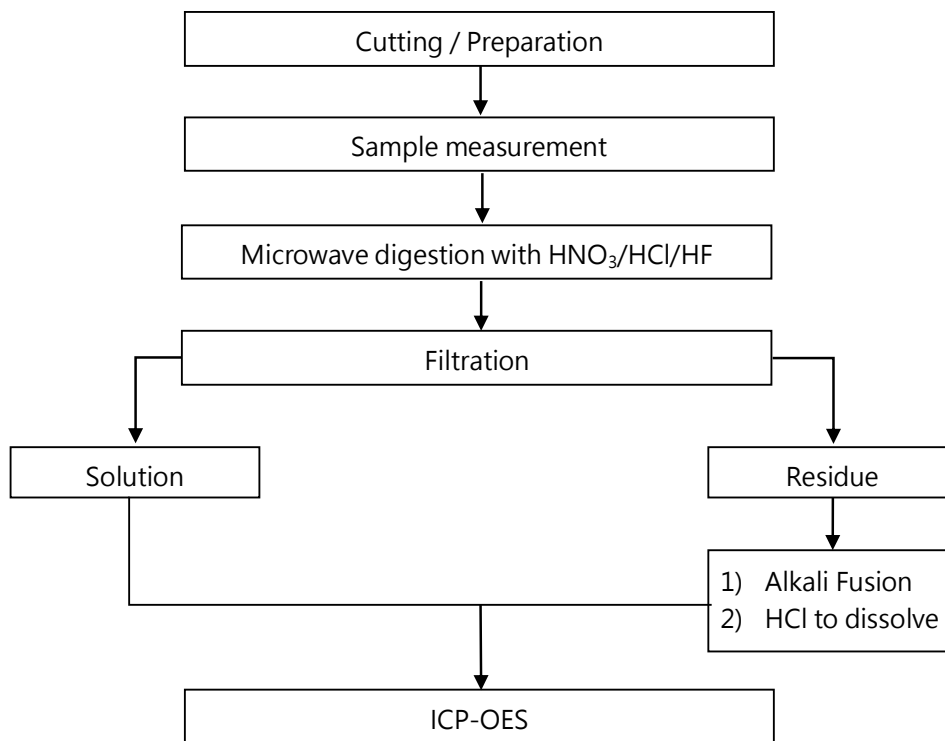 Cutting / Preparation
Sample measurement
Microwave digestion with HNO₃/HCl/HF
Filtration
Solution
Residue
1) Alkali Fusion
2) HCl to dissolve
ICP-OES